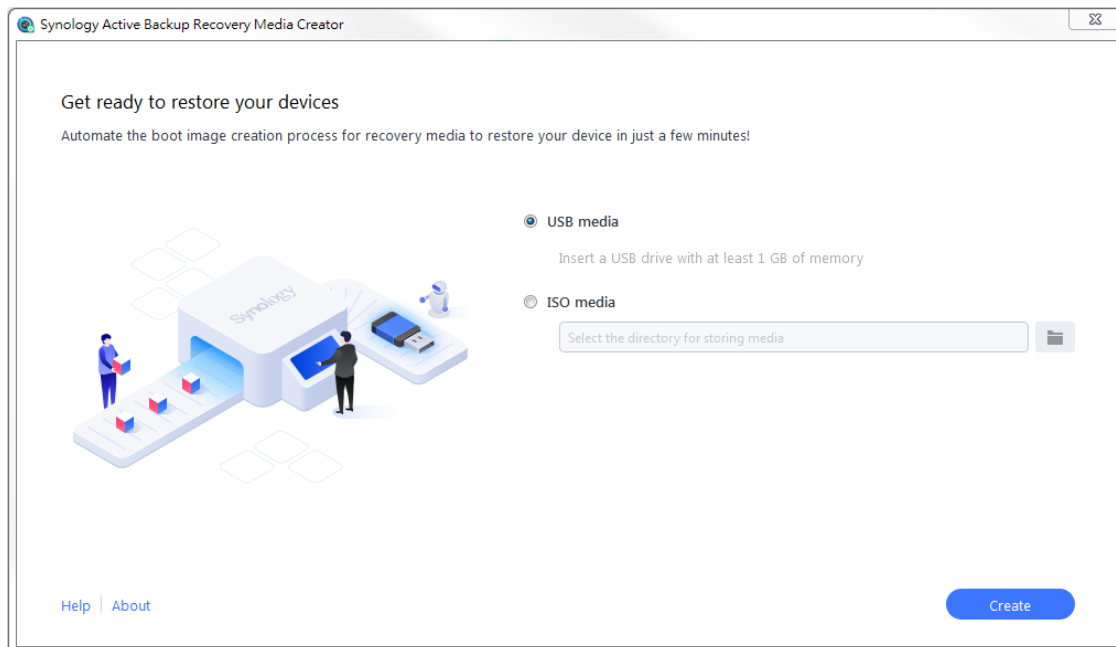 Synology Active Backup Recovery Media Creator
Get ready to restore your devices
Automate the boot image creation process for recovery media to restore your device in just a few minutes!
USB media
Insert a USB drive with at least 1 GB of memory
ISO media
Select the directory for storing media
Synology
Help
About
Create